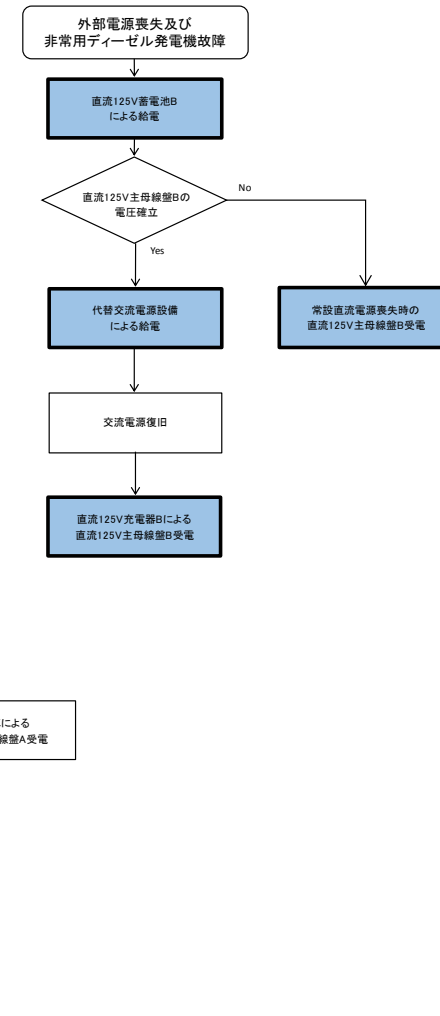 外部電源喪失及び
非常用ディーゼル発電機故障
直流125V蓄電池B
による給電
直流125V主母線盤Bの
電圧確立
No
Yes
代替交流電源設備
による給電
常設直流電源喪失時の
直流125V主母線盤B受電
交流電源復旧
直流125V充電器Bによる
直流125V主母線盤B受電
による
線盤A受電